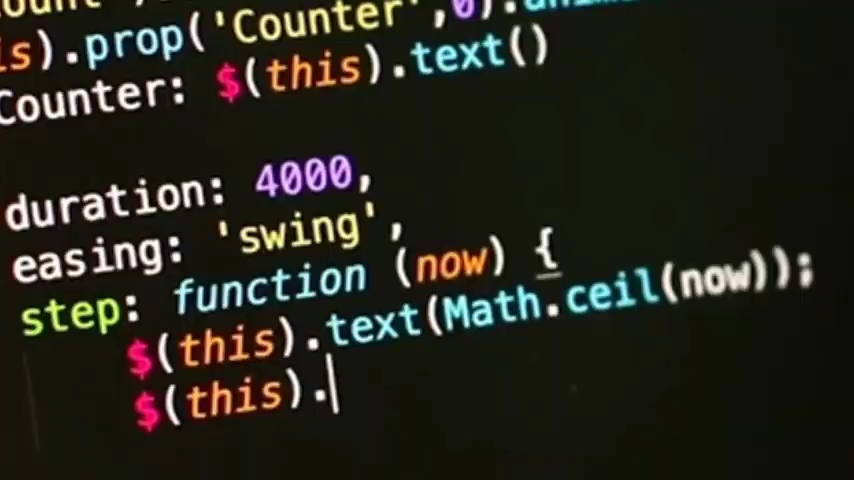 is).prop('Counter',0).
Counter: $(this).text()
duration: 4000,
easing: 'swing',
step: function (now) {
$(this).text(Math.ceil(now));
$(this).